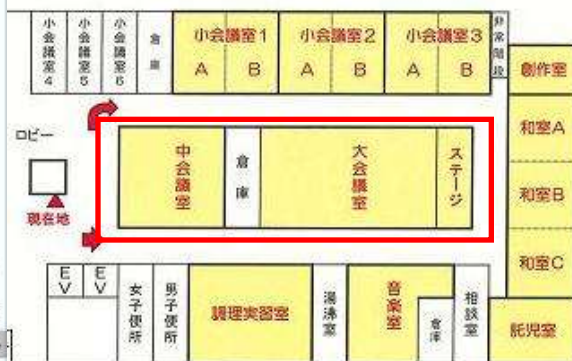 小会議室4
小会議室5
小会議室6
倉庫
小会議室1
A B
小会議室2
A B
小会議室3
A B
非常階段
創作室
ロビー
現在地
中会議室
倉庫
大会議室
ステージ
和室A
和室B
和室C
EV
EV
女子便所
男子便所
調理実習室
湯沸室
音楽室
倉庫
相談室
託児室